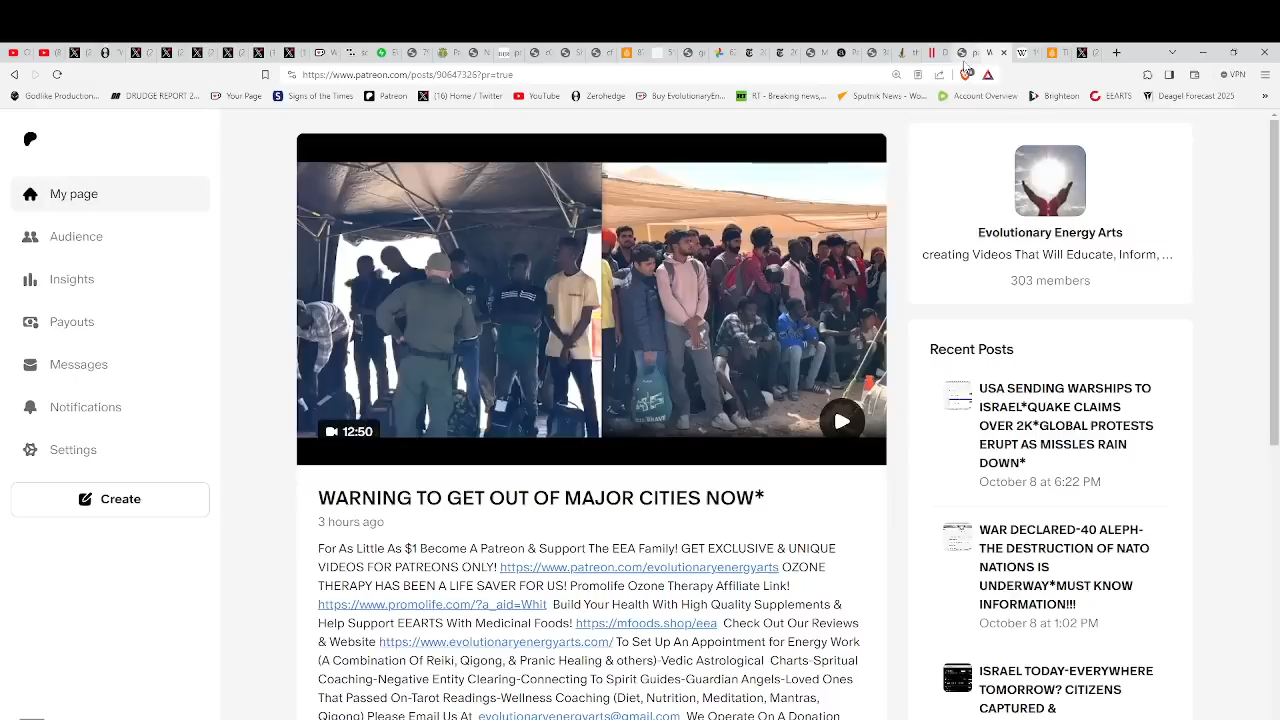 https://www.patreon.com/posts/90647326?pr=true
VPN
Godlike Production...
DRUDGE REPORT 2...
Your Page
Signs of the Times
Patreon
(16) Home / Twitter
YouTube
Zerohedge
Buy EvolutionaryEn...
RT - Breaking news,...
Sputnik News - Wo...
Account Overview
Brighteon
EEARTS
Deagel Forecast 2025
My page
Audience
Insights
Payouts
Messages
Notifications
Settings
Create
12:50
WARNING TO GET OUT OF MAJOR CITIES NOW*
3 hours ago
For As Little As $1 Become A Patreon & Support The EEA Family! GET EXCLUSIVE & UNIQUE
VIDEOS FOR PATREONS ONLY! https://www.patreon.com/evolutionaryenergyarts OZONE
THERAPY HAS BEEN A LIFE SAVER FOR US! Promolife Ozone Therapy Affiliate Link!
https://www.promolife.com/?a_aid=Whit Build Your Health With High Quality Supplements &
Help Support EEARTS With Medicinal Foods! https://mfoods.shop/eea Check Out Our Reviews
& Website https://www.evolutionaryenergyarts.com/ To Set Up An Appointment for Energy Work
(A Combination Of Reiki, Qigong, & Pranic Healing & others)-Vedic Astrological Charts-Spritual
Coaching-Negative Entity Clearing-Connecting To Spirit Guides-Guardian Angels-Loved Ones
That Passed On-Tarot Readings-Wellness Coaching (Diet, Nutrition, Meditation, Mantras,
Qigong) Please Email Us At evolutionaryenergyarts@gmail.com We Operate On A Donation
Evolutionary Energy Arts
creating Videos That Will Educate, Inform, ...
303 members
Recent Posts
USA SENDING WARSHIPS TO
ISRAEL*QUAKE CLAIMS
OVER 2K*GLOBAL PROTESTS
ERUPT AS MISSLES RAIN
DOWN*
October 8 at 6:22 PM
WAR DECLARED-40 ALEPH-
THE DESTRUCTION OF NATO
NATIONS IS
UNDERWAY*MUST KNOW
INFORMATION!!!
October 8 at 1:02 PM
ISRAEL TODAY-EVERYWHERE
TOMORROW? CITIZENS
CAPTURED &